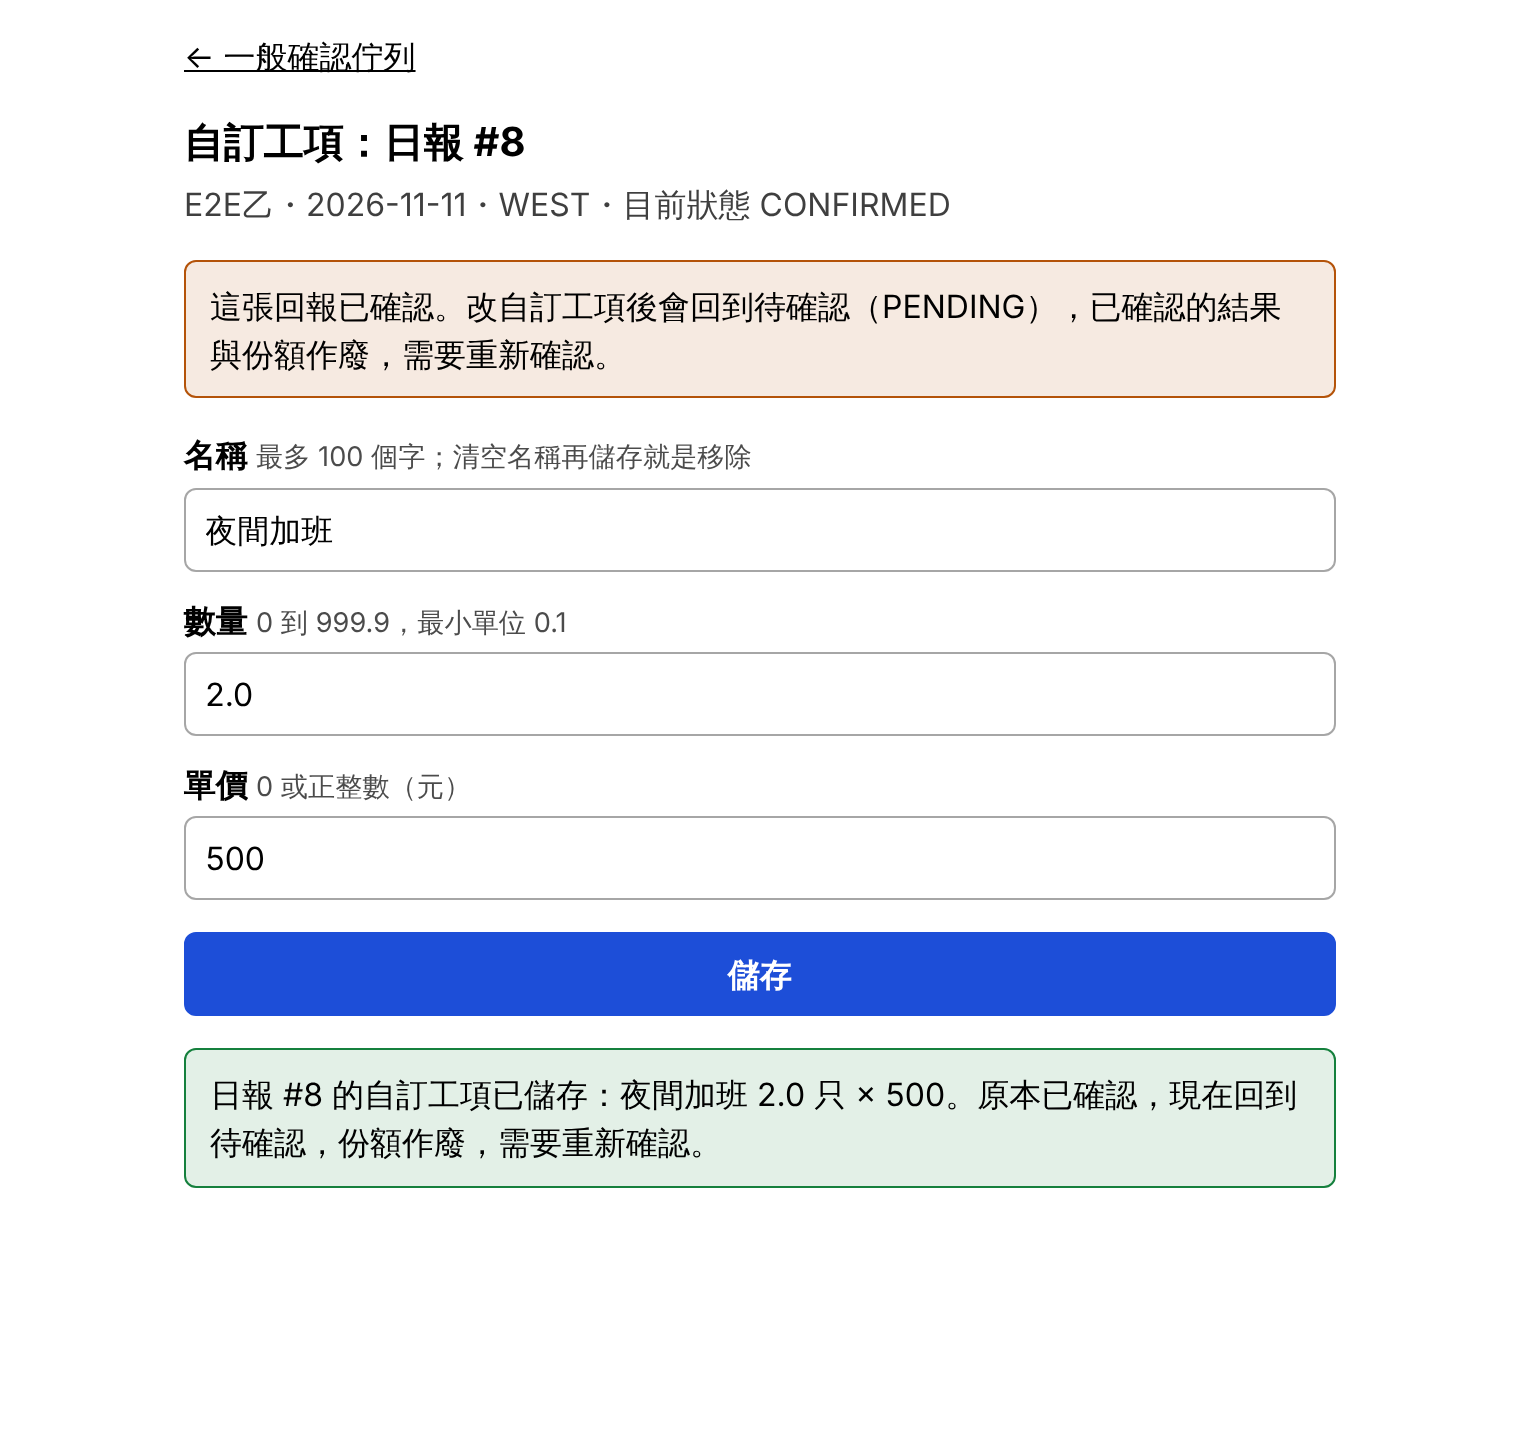 ← 一般確認佇列
自訂工項：日報 #8
E2E乙・2026-11-11・WEST・目前狀態 CONFIRMED
這張回報已確認。改自訂工項後會回到待確認（PENDING），已確認的結果
與份額作廢，需要重新確認。
名稱 最多 100 個字；清空名稱再儲存就是移除
夜間加班
數量 0 到 999.9，最小單位 0.1
2.0
單價 0 或正整數（元）
500
儲存
日報 #8 的自訂工項已儲存：夜間加班 2.0 只 × 500。原本已確認，現在回到
待確認，份額作廢，需要重新確認。